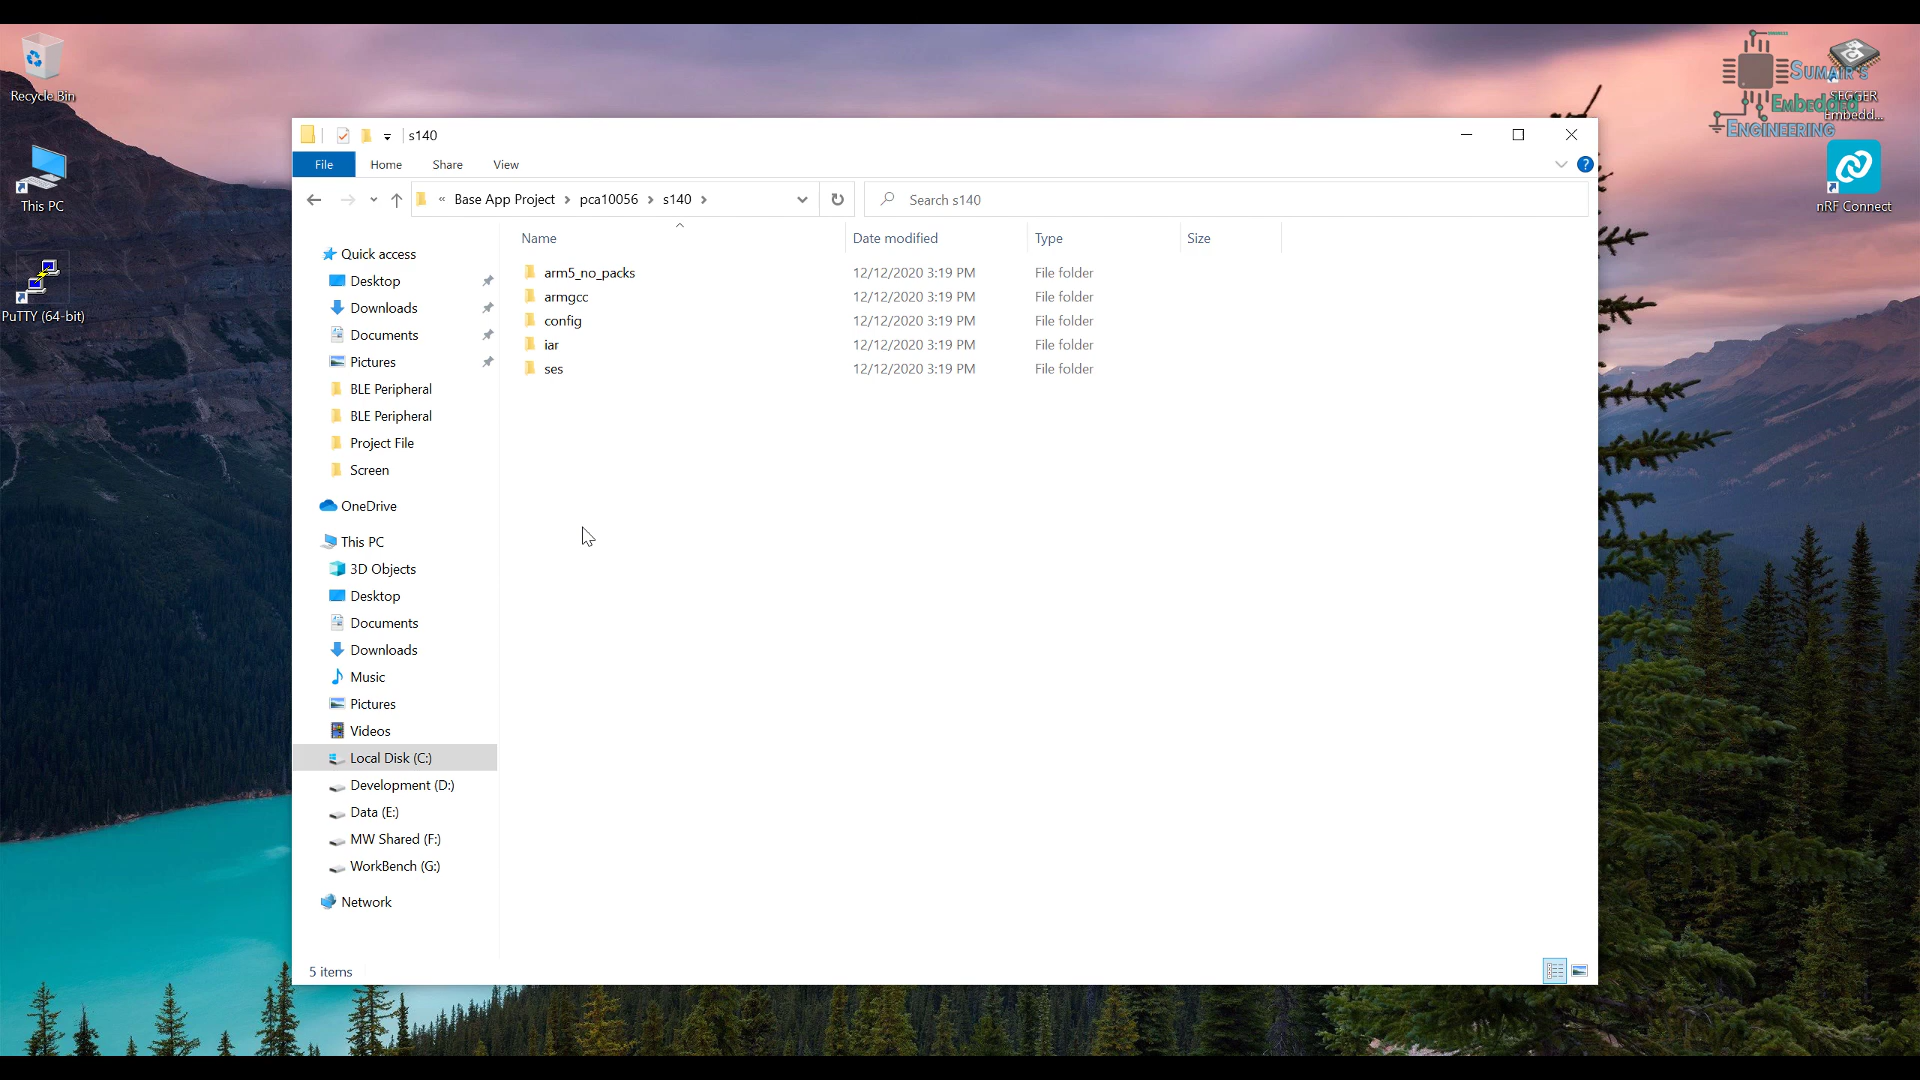 Recycle Bin
This PC
PuTTY (64-bit)
SUMAIR'S
Embedded
ENGINEERING
SEGGER
Embedd...
nRF Connect
s140
File Home Share View
« Base App Project pca10056 s140
Search s140
Name Date modified Type Size
arm5_no_packs 12/12/2020 3:19 PM File folder
armgcc 12/12/2020 3:19 PM File folder
config 12/12/2020 3:19 PM File folder
iar 12/12/2020 3:19 PM File folder
ses 12/12/2020 3:19 PM File folder
Quick access
Desktop
Downloads
Documents
Pictures
BLE Peripheral
BLE Peripheral
Project File
Screen
OneDrive
This PC
3D Objects
Desktop
Documents
Downloads
Music
Pictures
Videos
Local Disk (C:)
Development (D:)
Data (E:)
MW Shared (F:)
WorkBench (G:)
Network
5 items